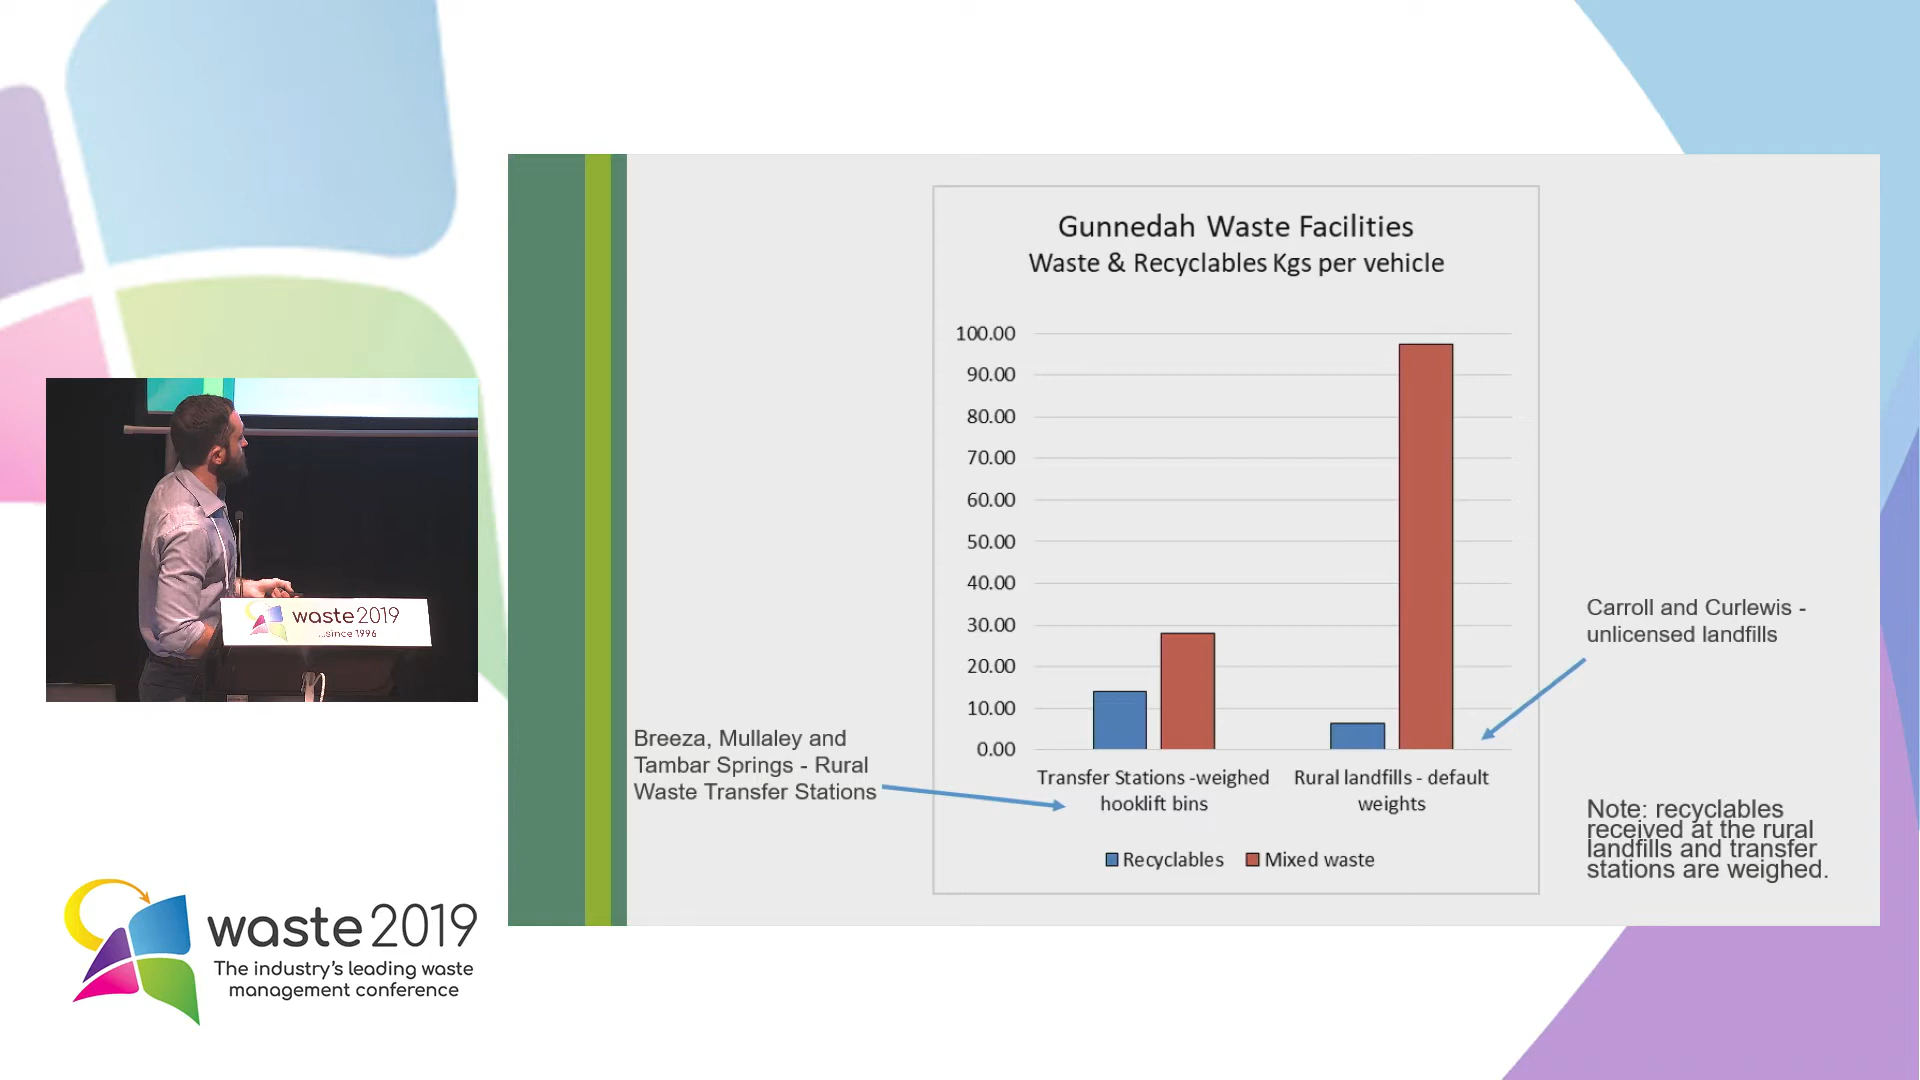 Gunnedah Waste Facilities
Waste & Recyclables Kgs per vehicle
100.00
90.00
80.00
70.00
60.00
50.00
40.00
30.00
20.00
10.00
0.00
Transfer Stations -weighed
hooklift bins
Rural landfills - default
weights
Recyclables
Mixed waste
Breeza, Mullaley and
Tambar Springs - Rural
Waste Transfer Stations
Carroll and Curlewis -
unlicensed landfills
Note: recyclables
received at the rural
landfills and transfer
stations are weighed.
waste 2019
...since 1996
waste 2019
The industry's leading waste
management conference